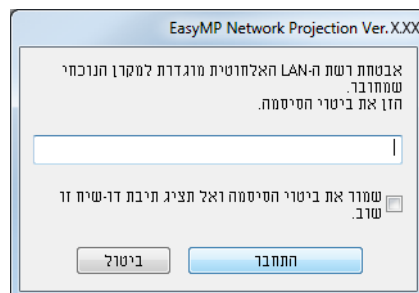 EasyMP Network Projection Ver.X.XX
אבטחת רשת ה-LAN האלחוטית מוגדרת למקרן הנוכחי
שמחובר.
הזן את ביטוי הסיסמה.
שמור את ביטוי הסיסמה ואל תציג תיבת דו-שיח זו
שוב.
התחבר
ביטול